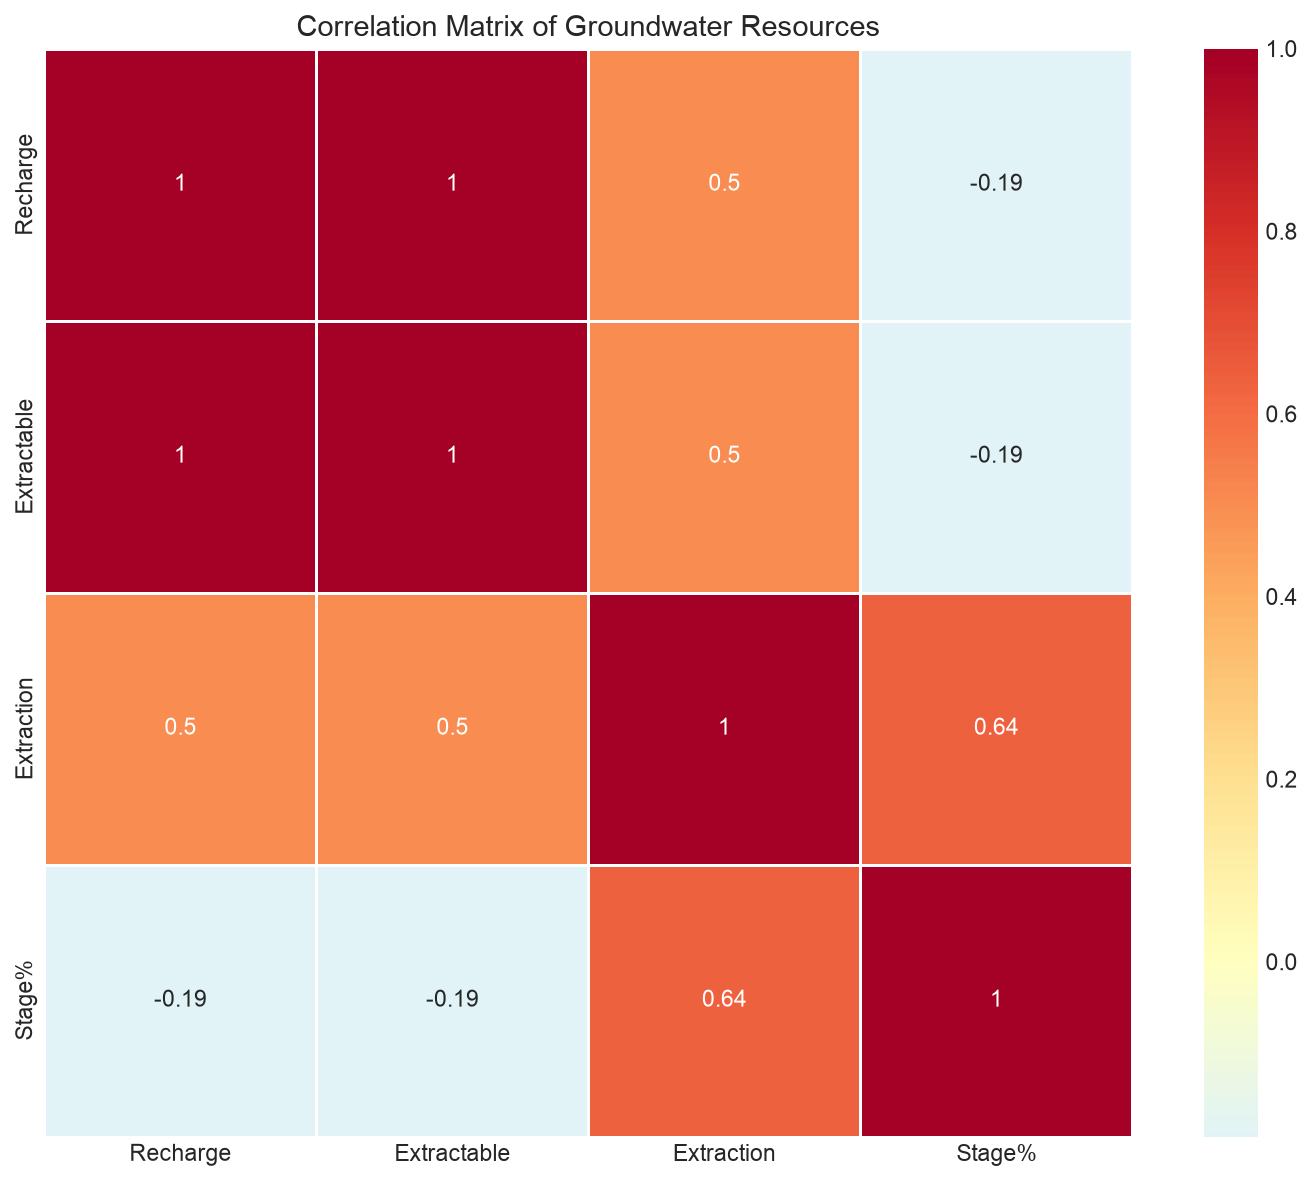 Correlation Matrix of Groundwater Resources
Recharge
1
1
0.5
-0.19
Extractable
1
1
0.5
-0.19
Extraction
0.5
0.5
1
0.64
Stage%
-0.19
-0.19
0.64
1
Recharge
Extractable
Extraction
Stage%
1.0
0.8
0.6
0.4
0.2
0.0